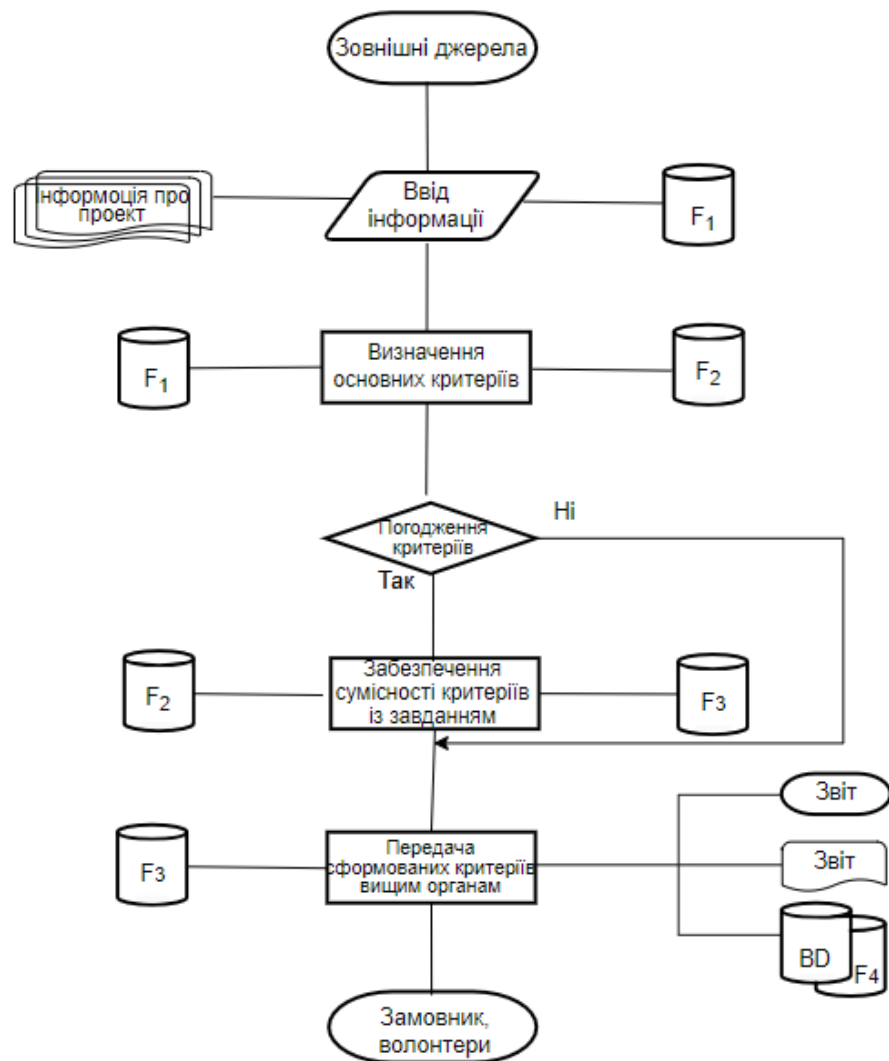 Зовнішні джерела
Інформоція про
проект
Ввід
інформації
F1
F1
Визначення
основних критеріїв
F2
Ні
Погодження
критеріїв
Так
F2
Забезпечення
сумісності критеріїв
із завданням
F3
Звіт
F3
Передача
сформованих критеріїв
вищим органам
Звіт
BD
F4
Замовник,
волонтери